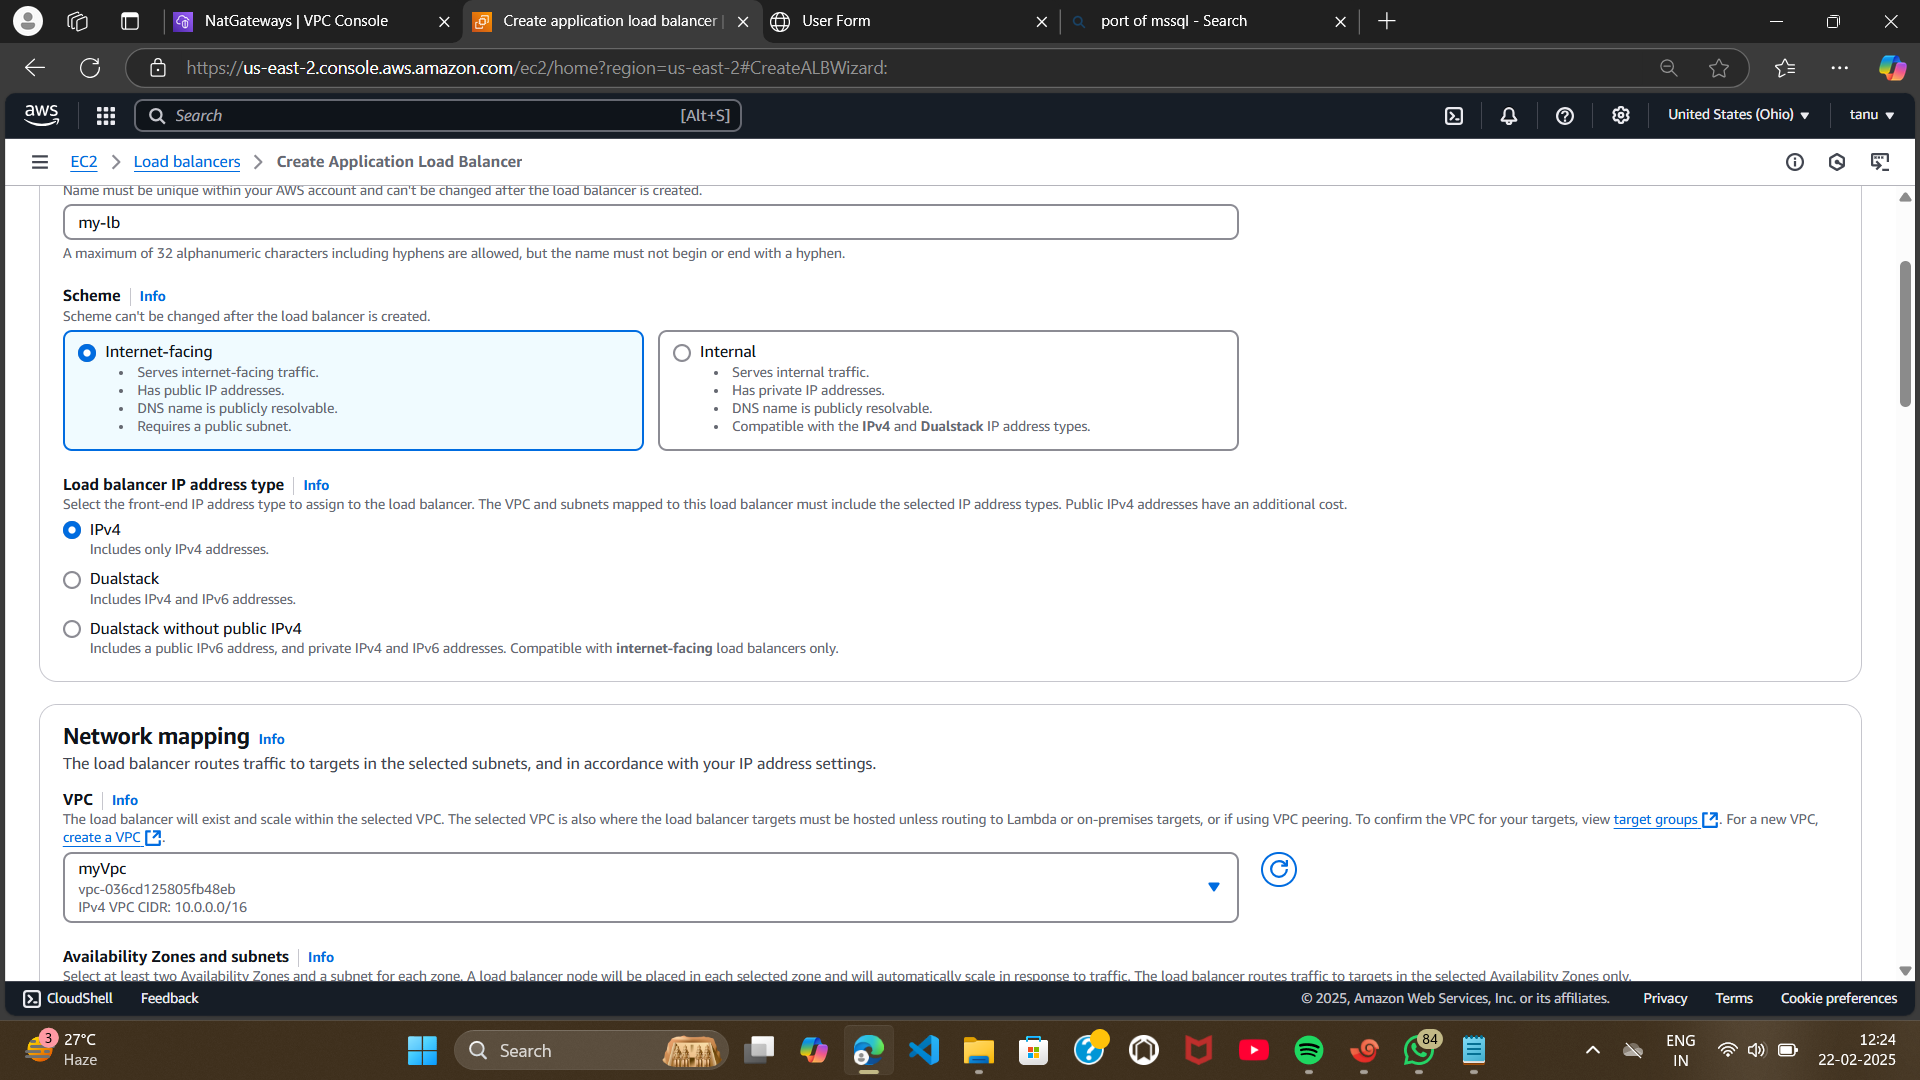 NatGateways | VPC Console
Create application load balancer |
User Form
port of mssql - Search
https://us-east-2.console.aws.amazon.com/ec2/home?region=us-east-2#CreateALBWizard:
aws
Search
[Alt+S]
United States (Ohio)
tanu
EC2
Load balancers
Create Application Load Balancer
Name must be unique within your AWS account and can't be changed after the load balancer is created.
my-lb
A maximum of 32 alphanumeric characters including hyphens are allowed, but the name must not begin or end with a hyphen.
Scheme | Info
Scheme can't be changed after the load balancer is created.
Internet-facing
• Serves internet-facing traffic.
• Has public IP addresses.
• DNS name is publicly resolvable.
• Requires a public subnet.
Internal
• Serves internal traffic.
• Has private IP addresses.
• DNS name is publicly resolvable.
• Compatible with the IPv4 and Dualstack IP address types.
Load balancer IP address type | Info
Select the front-end IP address type to assign to the load balancer. The VPC and subnets mapped to this load balancer must include the selected IP address types. Public IPv4 addresses have an additional cost.
IPv4
Includes only IPv4 addresses.
Dualstack
Includes IPv4 and IPv6 addresses.
Dualstack without public IPv4
Includes a public IPv6 address, and private IPv4 and IPv6 addresses. Compatible with internet-facing load balancers only.
Network mapping Info
The load balancer routes traffic to targets in the selected subnets, and in accordance with your IP address settings.
VPC | Info
The load balancer will exist and scale within the selected VPC. The selected VPC is also where the load balancer targets must be hosted unless routing to Lambda or on-premises targets, or if using VPC peering. To confirm the VPC for your targets, view target groups. For a new VPC,
create a VPC.
myVpc
vpc-036cd125805fb48eb
IPv4 VPC CIDR: 10.0.0.0/16
Availability Zones and subnets | Info
Select at least two Availability Zones and a subnet for each zone. A load balancer node will be placed in each selected zone and will automatically scale in response to traffic. The load balancer routes traffic to targets in the selected Availability Zones only.
CloudShell
Feedback
© 2025, Amazon Web Services, Inc. or its affiliates.
Privacy
Terms
Cookie preferences
3
27°C
Haze
Search
84
ENG
IN
12:24
22-02-2025